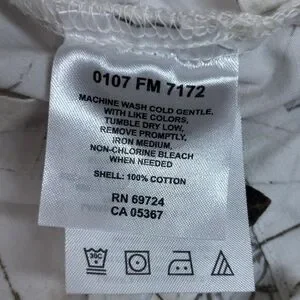 0107 FM 7172
MACHINE WASH COLD GENTLE,
WITH LIKE COLORS,
TUMBLE DRY LOW,
REMOVE PROMPTLY,
IRON MEDIUM,
NON-CHLORINE BLEACH
WHEN NEEDED
SHELL: 100% COTTON
RN 69724
CA 05367
30C